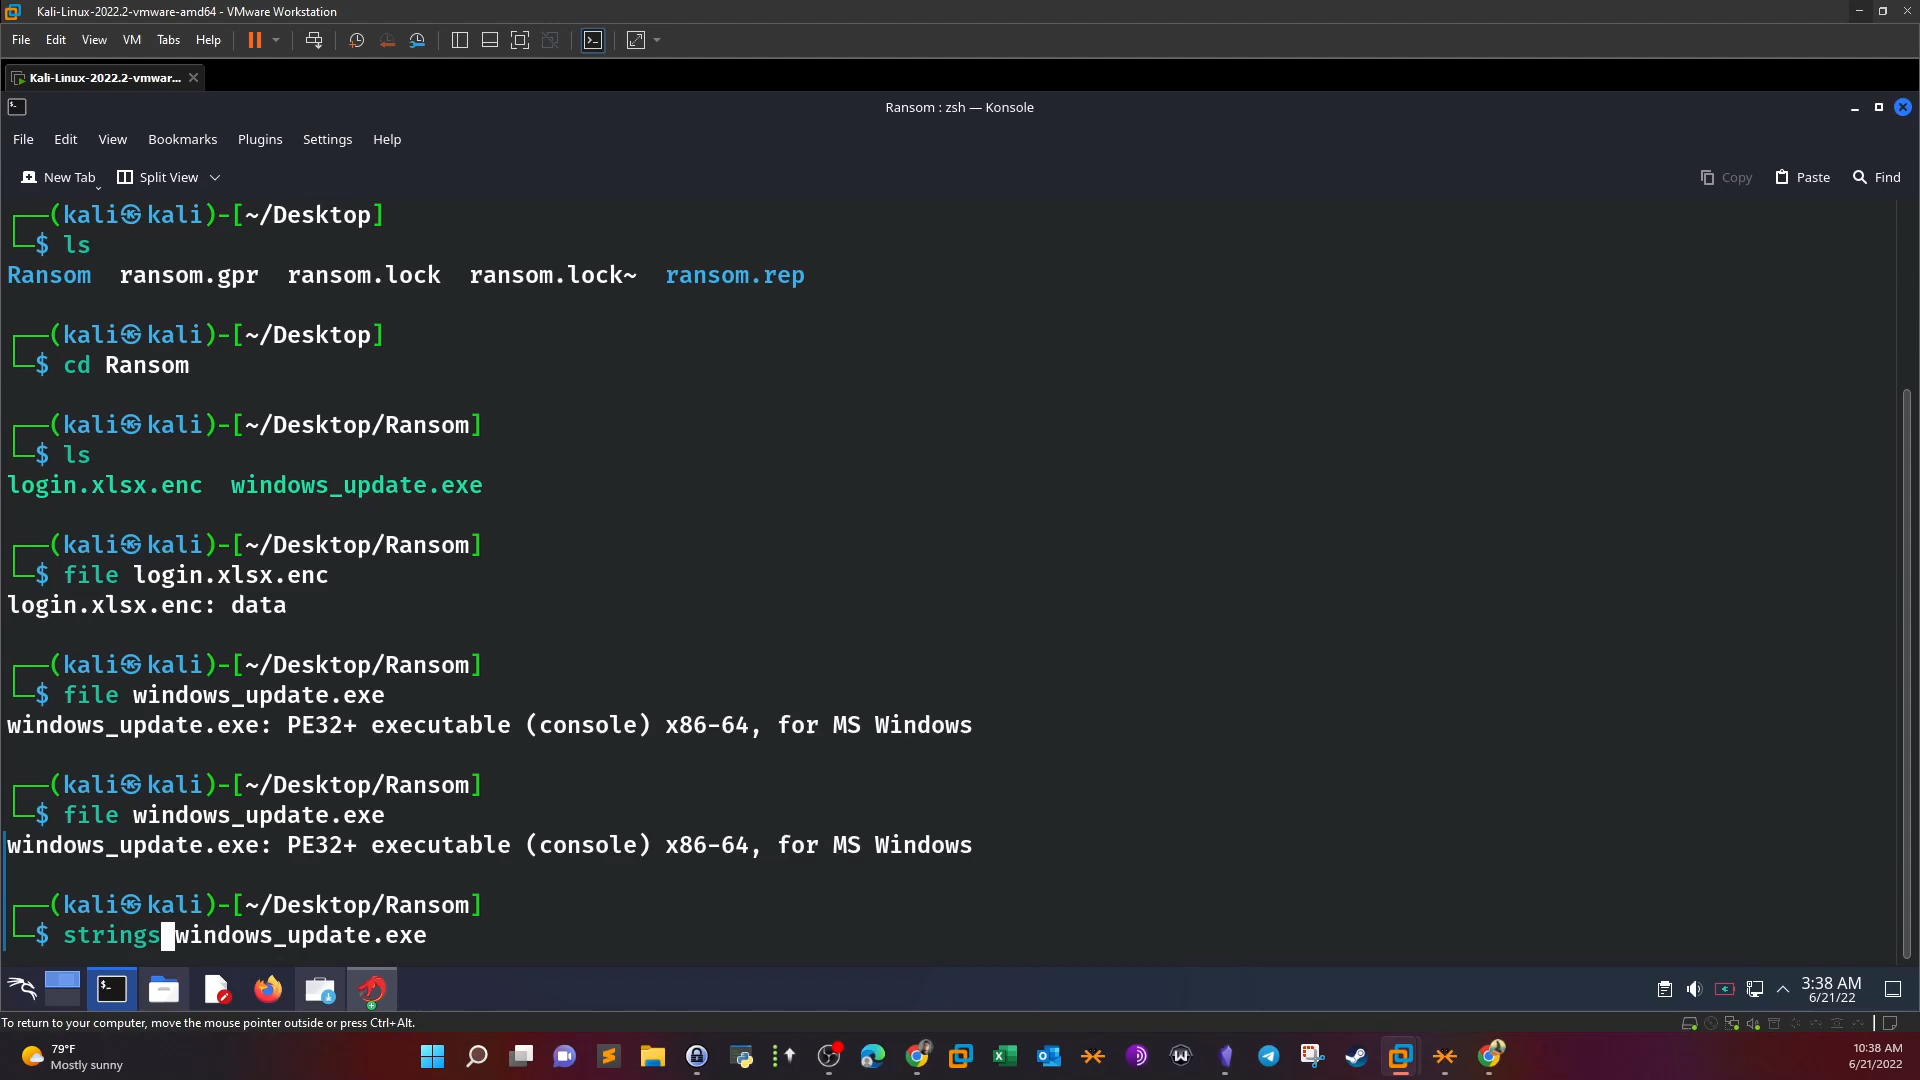 Kali-Linux-2022.2-vmware-amd64 - VMware Workstation
File Edit View VM Tabs Help
Kali-Linux-2022.2-vmwar...
Ransom : zsh — Konsole
File Edit View Bookmarks Plugins Settings Help
New Tab Split View Copy Paste Find
┌──(kali㉿kali)-[~/Desktop]
└─$ ls
Ransom ransom.gpr ransom.lock ransom.lock~ ransom.rep
┌──(kali㉿kali)-[~/Desktop]
└─$ cd Ransom
┌──(kali㉿kali)-[~/Desktop/Ransom]
└─$ ls
login.xlsx.enc windows_update.exe
┌──(kali㉿kali)-[~/Desktop/Ransom]
└─$ file login.xlsx.enc
login.xlsx.enc: data
┌──(kali㉿kali)-[~/Desktop/Ransom]
└─$ file windows_update.exe
windows_update.exe: PE32+ executable (console) x86-64, for MS Windows
┌──(kali㉿kali)-[~/Desktop/Ransom]
└─$ file windows_update.exe
windows_update.exe: PE32+ executable (console) x86-64, for MS Windows
┌──(kali㉿kali)-[~/Desktop/Ransom]
└─$ strings windows_update.exe
3:38 AM
6/21/22
To return to your computer, move the mouse pointer outside or press Ctrl+Alt.
79°F
Mostly sunny
10:38 AM
6/21/2022